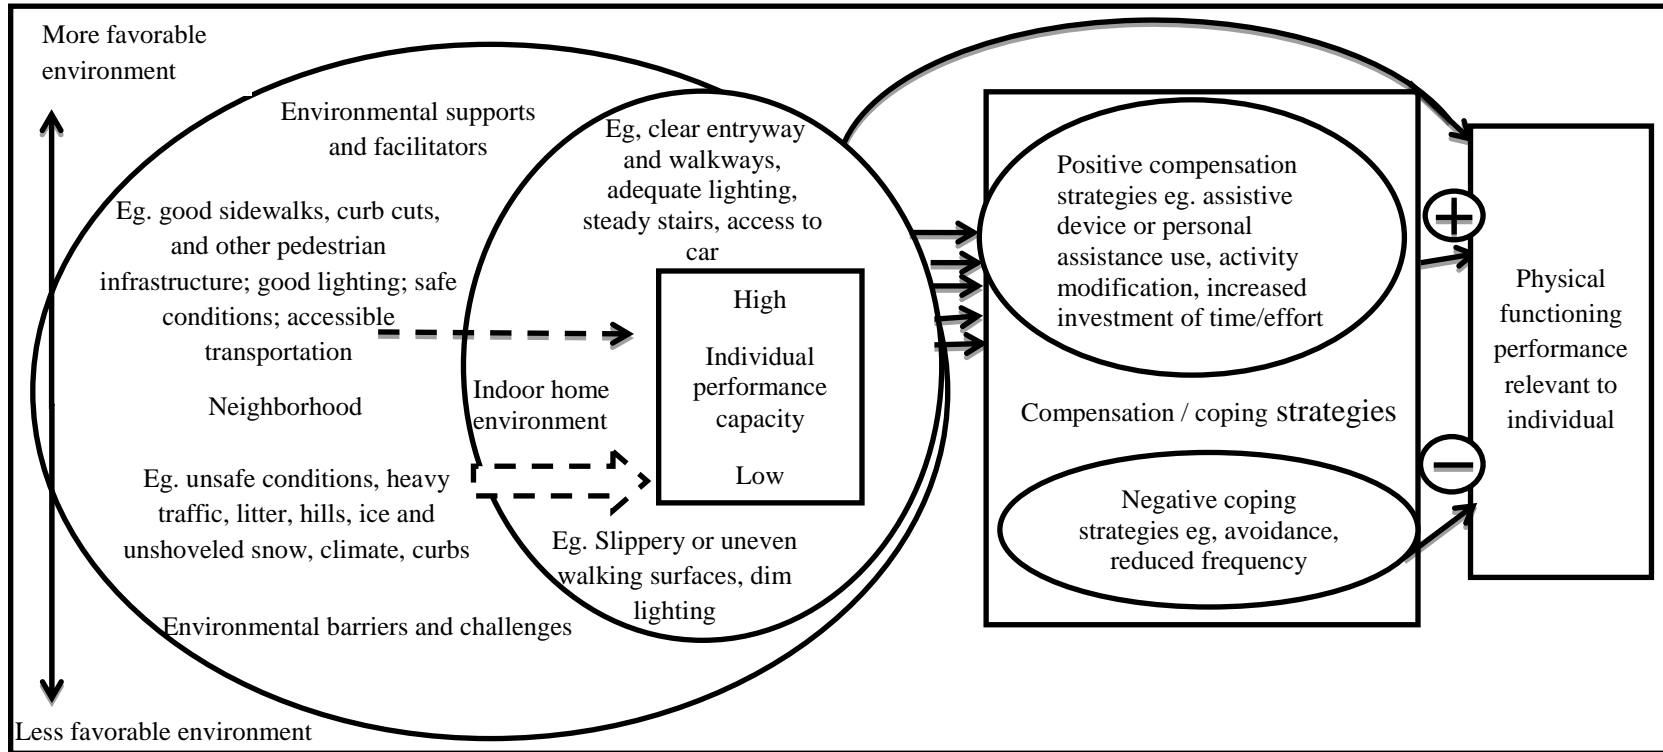 More favorable
environment
Environmental supports
and facilitators
Eg. good sidewalks, curb cuts,
and other pedestrian
infrastructure; good lighting; safe
conditions; accessible
transportation
Neighborhood
Eg. unsafe conditions, heavy
traffic, litter, hills, ice and
unshoveled snow, climate, curbs
Environmental barriers and challenges
Less favorable environment
Eg, clear entryway
and walkways,
adequate lighting,
steady stairs, access to
car
Indoor home
environment
High
Individual
performance
capacity
Low
Eg. Slippery or uneven
walking surfaces, dim
lighting
Positive compensation
strategies eg. assistive
device or personal
assistance use, activity
modification, increased
investment of time/effort
Compensation / coping strategies
Negative coping
strategies eg, avoidance,
reduced frequency
+
−
Physical
functioning
performance
relevant to
individual